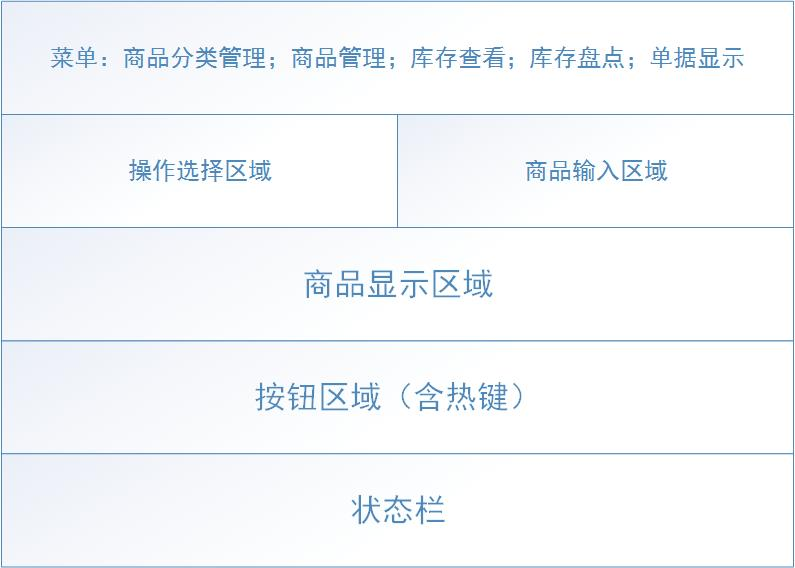 菜单：商品分类管理；商品管理；库存查看；库存盘点；单据显示
操作选择区域
商品输入区域
商品显示区域
按钮区域（含热键）
状态栏